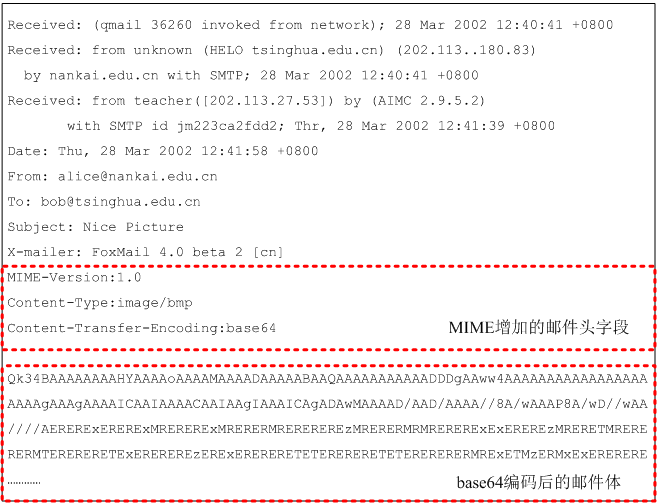 Received: (qmail 36260 invoked from network); 28 Mar 2002 12:40:41 +0800
Received: from unknown (HELO tsinghua.edu.cn) (202.113..180.83)
by nankai.edu.cn with SMTP; 28 Mar 2002 12:40:41 +0800
Received: from teacher([202.113.27.53]) by (AIMC 2.9.5.2)
with SMTP id jm223ca2fdd2; Thr, 28 Mar 2002 12:41:39 +0800
Date: Thu, 28 Mar 2002 12:41:58 +0800
From: alice@nankai.edu.cn
To: bob@tsinghua.edu.cn
Subject: Nice Picture
X-mailer: FoxMail 4.0 beta 2 [cn]
MIME-Version:1.0
Content-Type:image/bmp
Content-Transfer-Encoding:base64
MIME增加的邮件头字段
Qk34BAAAAAAAAHYAAAAoAAAAMAAAADAAAAABAAQAAAAAAAAAAAADDDgAAww4AAAAAAAAAAAAAAAAAA
AAAAgAAAgAAAAICAAIAAAACAAIAAgIAAAICAgADAwMAAAAD/AAD/AAAA//8A/wAAAP8A/wD//wAA
////AERERExERERExMRERERExMRERERMRERERERERzMRERERMRMRERERExExERERERzMRERETMRERE
RERMTERERERERETExERERERERzERERExERERERERETETERERERERETETERERERERERMRExETMzERMxExERERERE
…………
base64编码后的邮件体